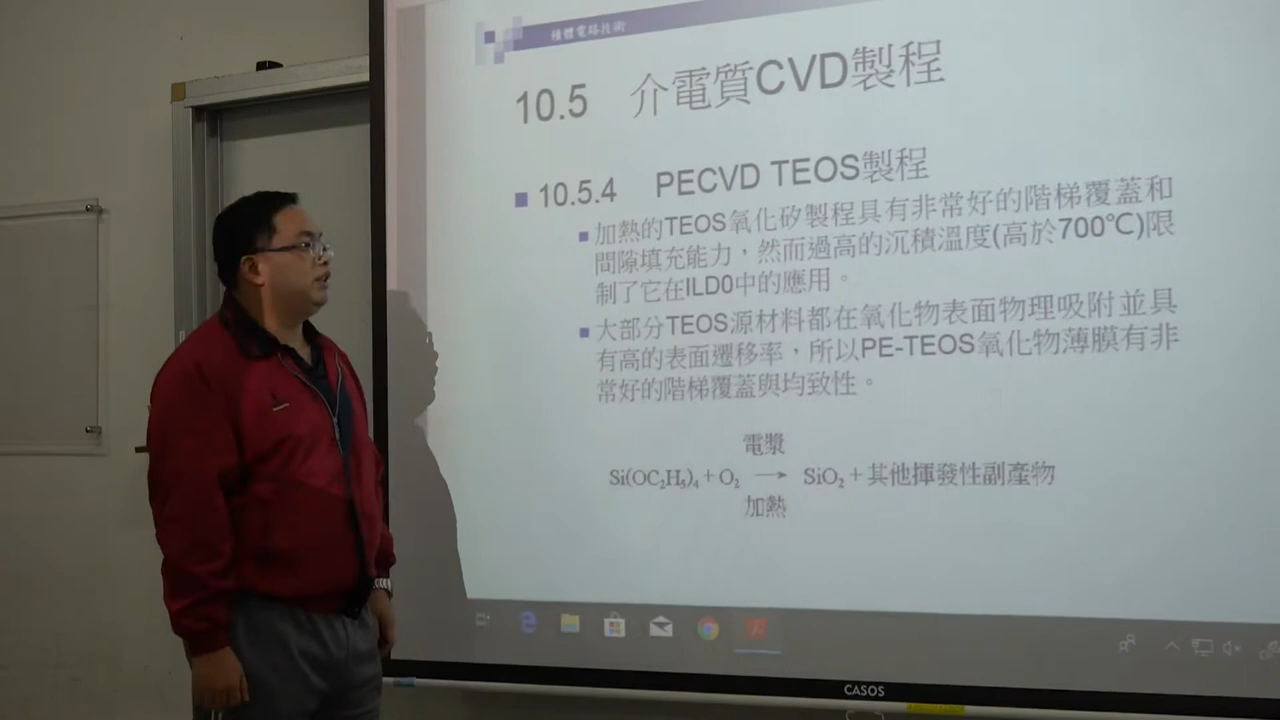 積體電路技術
10.5 介電質CVD製程
10.5.4 PECVD TEOS製程
加熱的TEOS氧化矽製程具有非常好的階梯覆蓋和
間隙填充能力，然而過高的沉積溫度(高於700℃)限
制了它在ILD0中的應用。
大部分TEOS源材料都在氧化物表面物理吸附並具
有高的表面遷移率，所以PE-TEOS氧化物薄膜有非
常好的階梯覆蓋與均致性。
電漿
Si(OC₂H₅)₄ + O₂ → SiO₂ + 其他揮發性副產物
加熱
CASOS